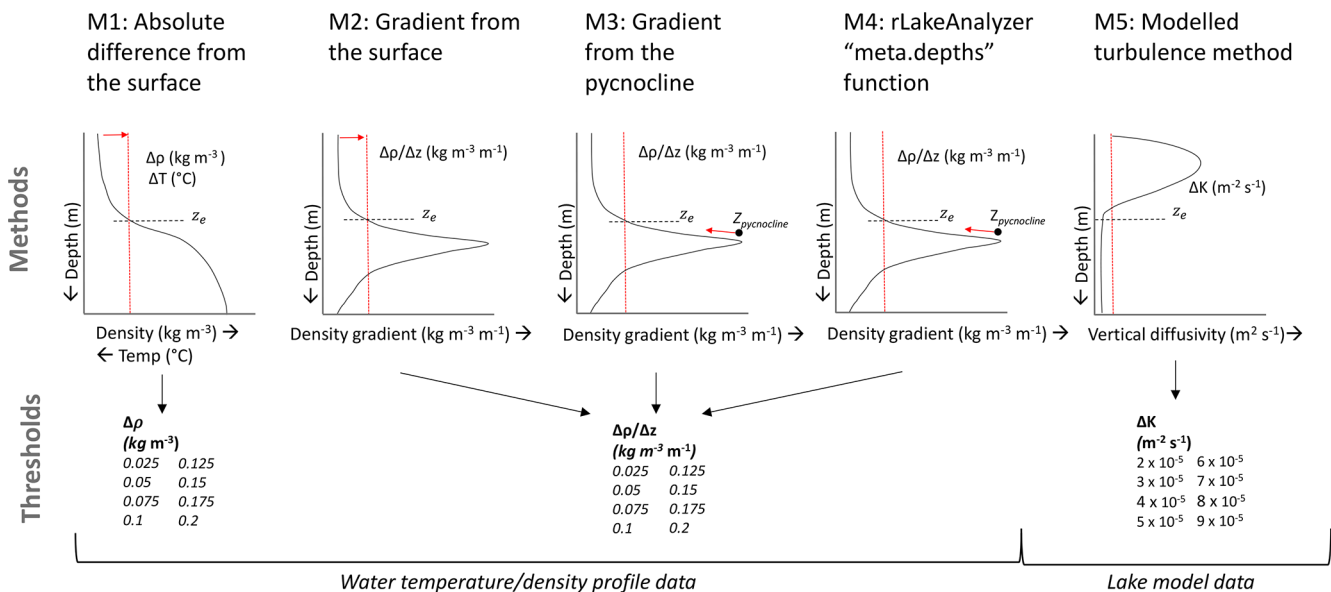 M1: Absolute
difference from
the surface
M2: Gradient from
the surface
M3: Gradient
from the
pycnocline
M4: rLakeAnalyzer
“meta.depths”
function
M5: Modelled
turbulence method
Methods
← Depth (m)
Δρ (kg m⁻³)
ΔT (°C)
zₑ
Density (kg m⁻³) →
← Temp (°C)
← Depth (m)
Δρ/Δz (kg m⁻³ m⁻¹)
zₑ
Density gradient (kg m⁻³ m⁻¹) →
← Depth (m)
Δρ/Δz (kg m⁻³ m⁻¹)
zₑ
Zpycnocline
Density gradient (kg m⁻³ m⁻¹) →
← Depth (m)
Δρ/Δz (kg m⁻³ m⁻¹)
zₑ
Zpycnocline
Density gradient (kg m⁻³ m⁻¹) →
← Depth (m)
ΔK (m⁻² s⁻¹)
zₑ
Vertical diffusivity (m² s⁻¹) →
Thresholds
Δρ
(kg m⁻³)
0.025 0.125
0.05 0.15
0.075 0.175
0.1 0.2
Δρ/Δz
(kg m⁻³ m⁻¹)
0.025 0.125
0.05 0.15
0.075 0.175
0.1 0.2
ΔK
(m⁻² s⁻¹)
2 x 10⁻⁵ 6 x 10⁻⁵
3 x 10⁻⁵ 7 x 10⁻⁵
4 x 10⁻⁵ 8 x 10⁻⁵
5 x 10⁻⁵ 9 x 10⁻⁵
Water temperature/density profile data
Lake model data